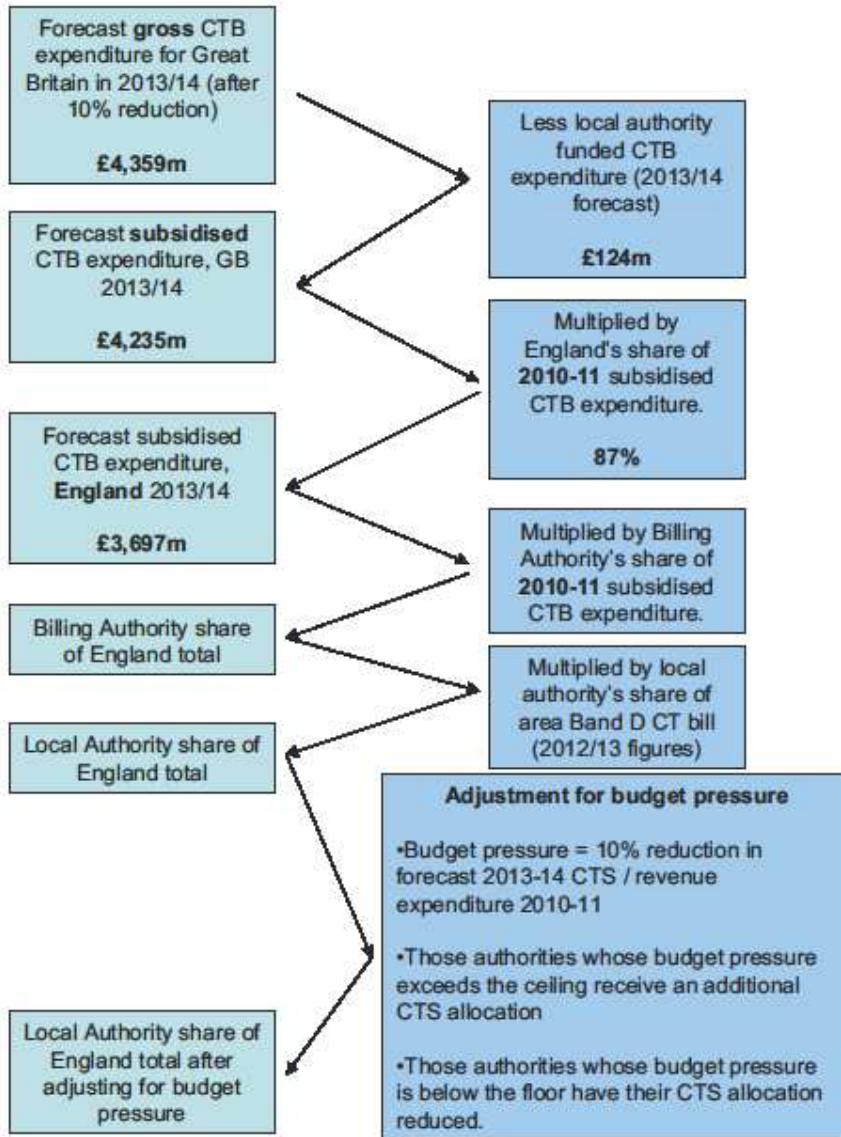 Forecast gross CTB
expenditure for Great
Britain in 2013/14 (after
10% reduction)
£4,359m
Less local authority
funded CTB
expenditure (2013/14
forecast)
£124m
Forecast subsidised
CTB expenditure, GB
2013/14
£4,235m
Multiplied by
England's share of
2010-11 subsidised
CTB expenditure.
87%
Forecast subsidised
CTB expenditure,
England 2013/14
£3,697m
Multiplied by Billing
Authority's share of
2010-11 subsidised
CTB expenditure.
Billing Authority share
of England total
Multiplied by local
authority's share of
area Band D CT bill
(2012/13 figures)
Local Authority share of
England total
Adjustment for budget pressure
•Budget pressure = 10% reduction in
forecast 2013-14 CTS / revenue
expenditure 2010-11
•Those authorities whose budget pressure
exceeds the ceiling receive an additional
CTS allocation
•Those authorities whose budget pressure
is below the floor have their CTS allocation
reduced.
Local Authority share of
England total after
adjusting for budget
pressure